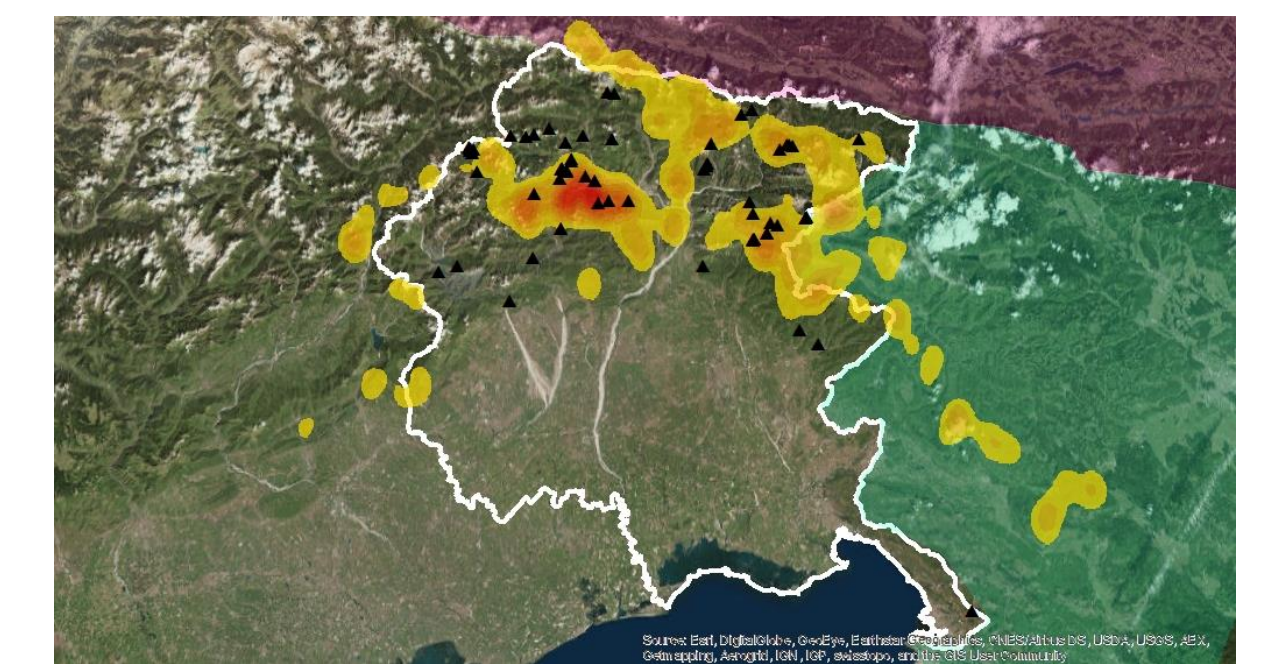 Source: Esri, DigitalGlobe, GeoEye, Earthstar Geographics, CNES/Airbus DS, USDA, USGS, AEX,
Getmapping, Aerogrid, IGN, IGP, swisstopo, and the GIS User Community